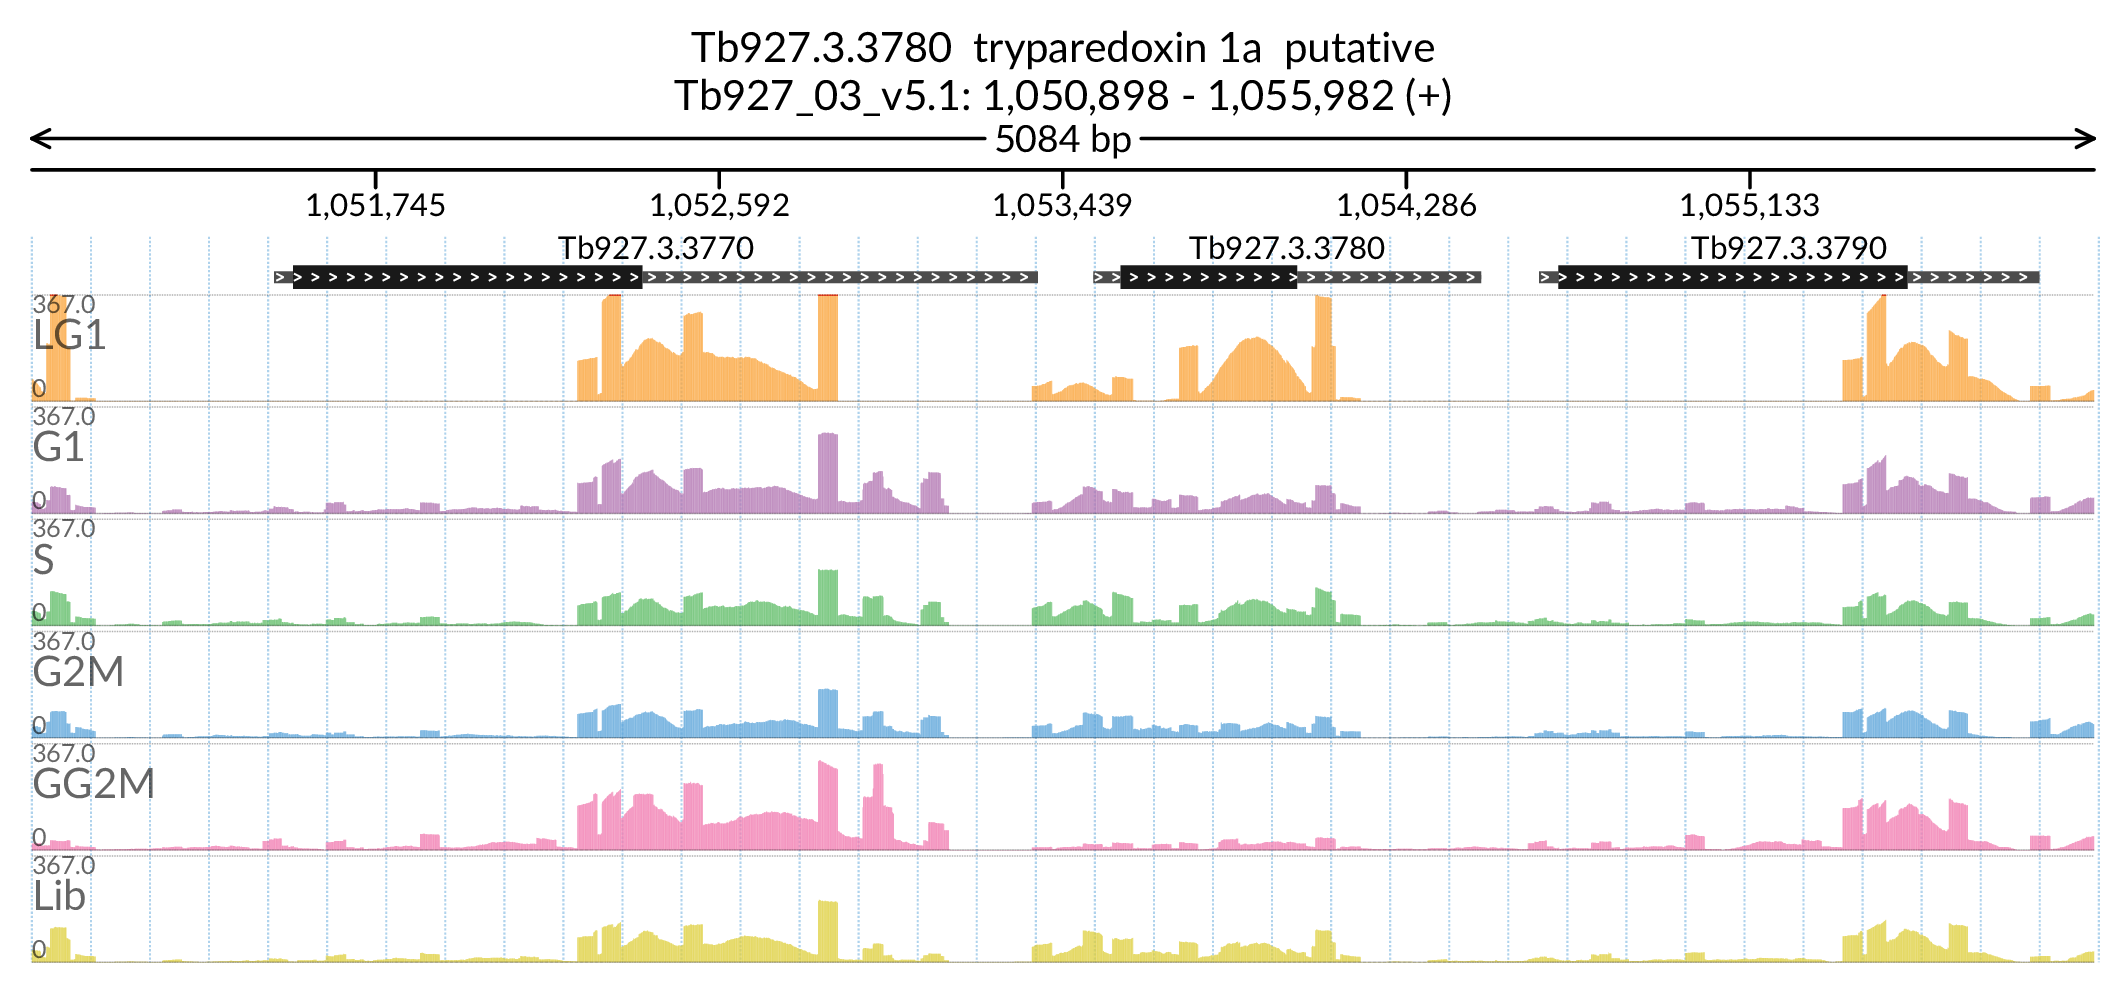 Tb927.3.3780  tryparedoxin 1a  putative
Tb927_03_v5.1: 1,050,898 - 1,055,982 (+)
5084 bp
1,051,745 1,052,592 1,053,439 1,054,286 1,055,133
Tb927.3.3770 Tb927.3.3780 Tb927.3.3790
367.0
LG1
0
367.0
G1
0
367.0
S
0
367.0
G2M
0
367.0
GG2M
0
367.0
Lib
0